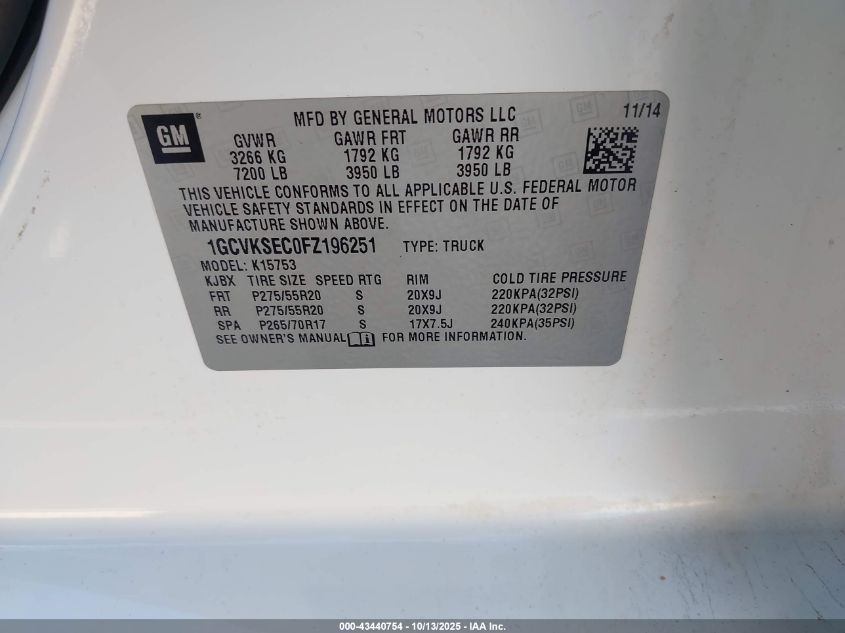 GM ® MFD BY GENERAL MOTORS LLC 11/14
GVWR GAWR FRT GAWR RR
3266 KG 1792 KG 1792 KG
7200 LB 3950 LB 3950 LB
THIS VEHICLE CONFORMS TO ALL APPLICABLE U.S. FEDERAL MOTOR
VEHICLE SAFETY STANDARDS IN EFFECT ON THE DATE OF
MANUFACTURE SHOWN ABOVE.
1GCVKSEC0FZ196251 TYPE: TRUCK
MODEL: K15753
KJBX TIRE SIZE SPEED RTG RIM COLD TIRE PRESSURE
FRT P275/55R20 S 20X9J 220KPA(32PSI)
RR P275/55R20 S 20X9J 220KPA(32PSI)
SPA P265/70R17 S 17X7.5J 240KPA(35PSI)
SEE OWNER'S MANUAL FOR MORE INFORMATION.
000-43440754 - 10/13/2025 - IAA Inc.